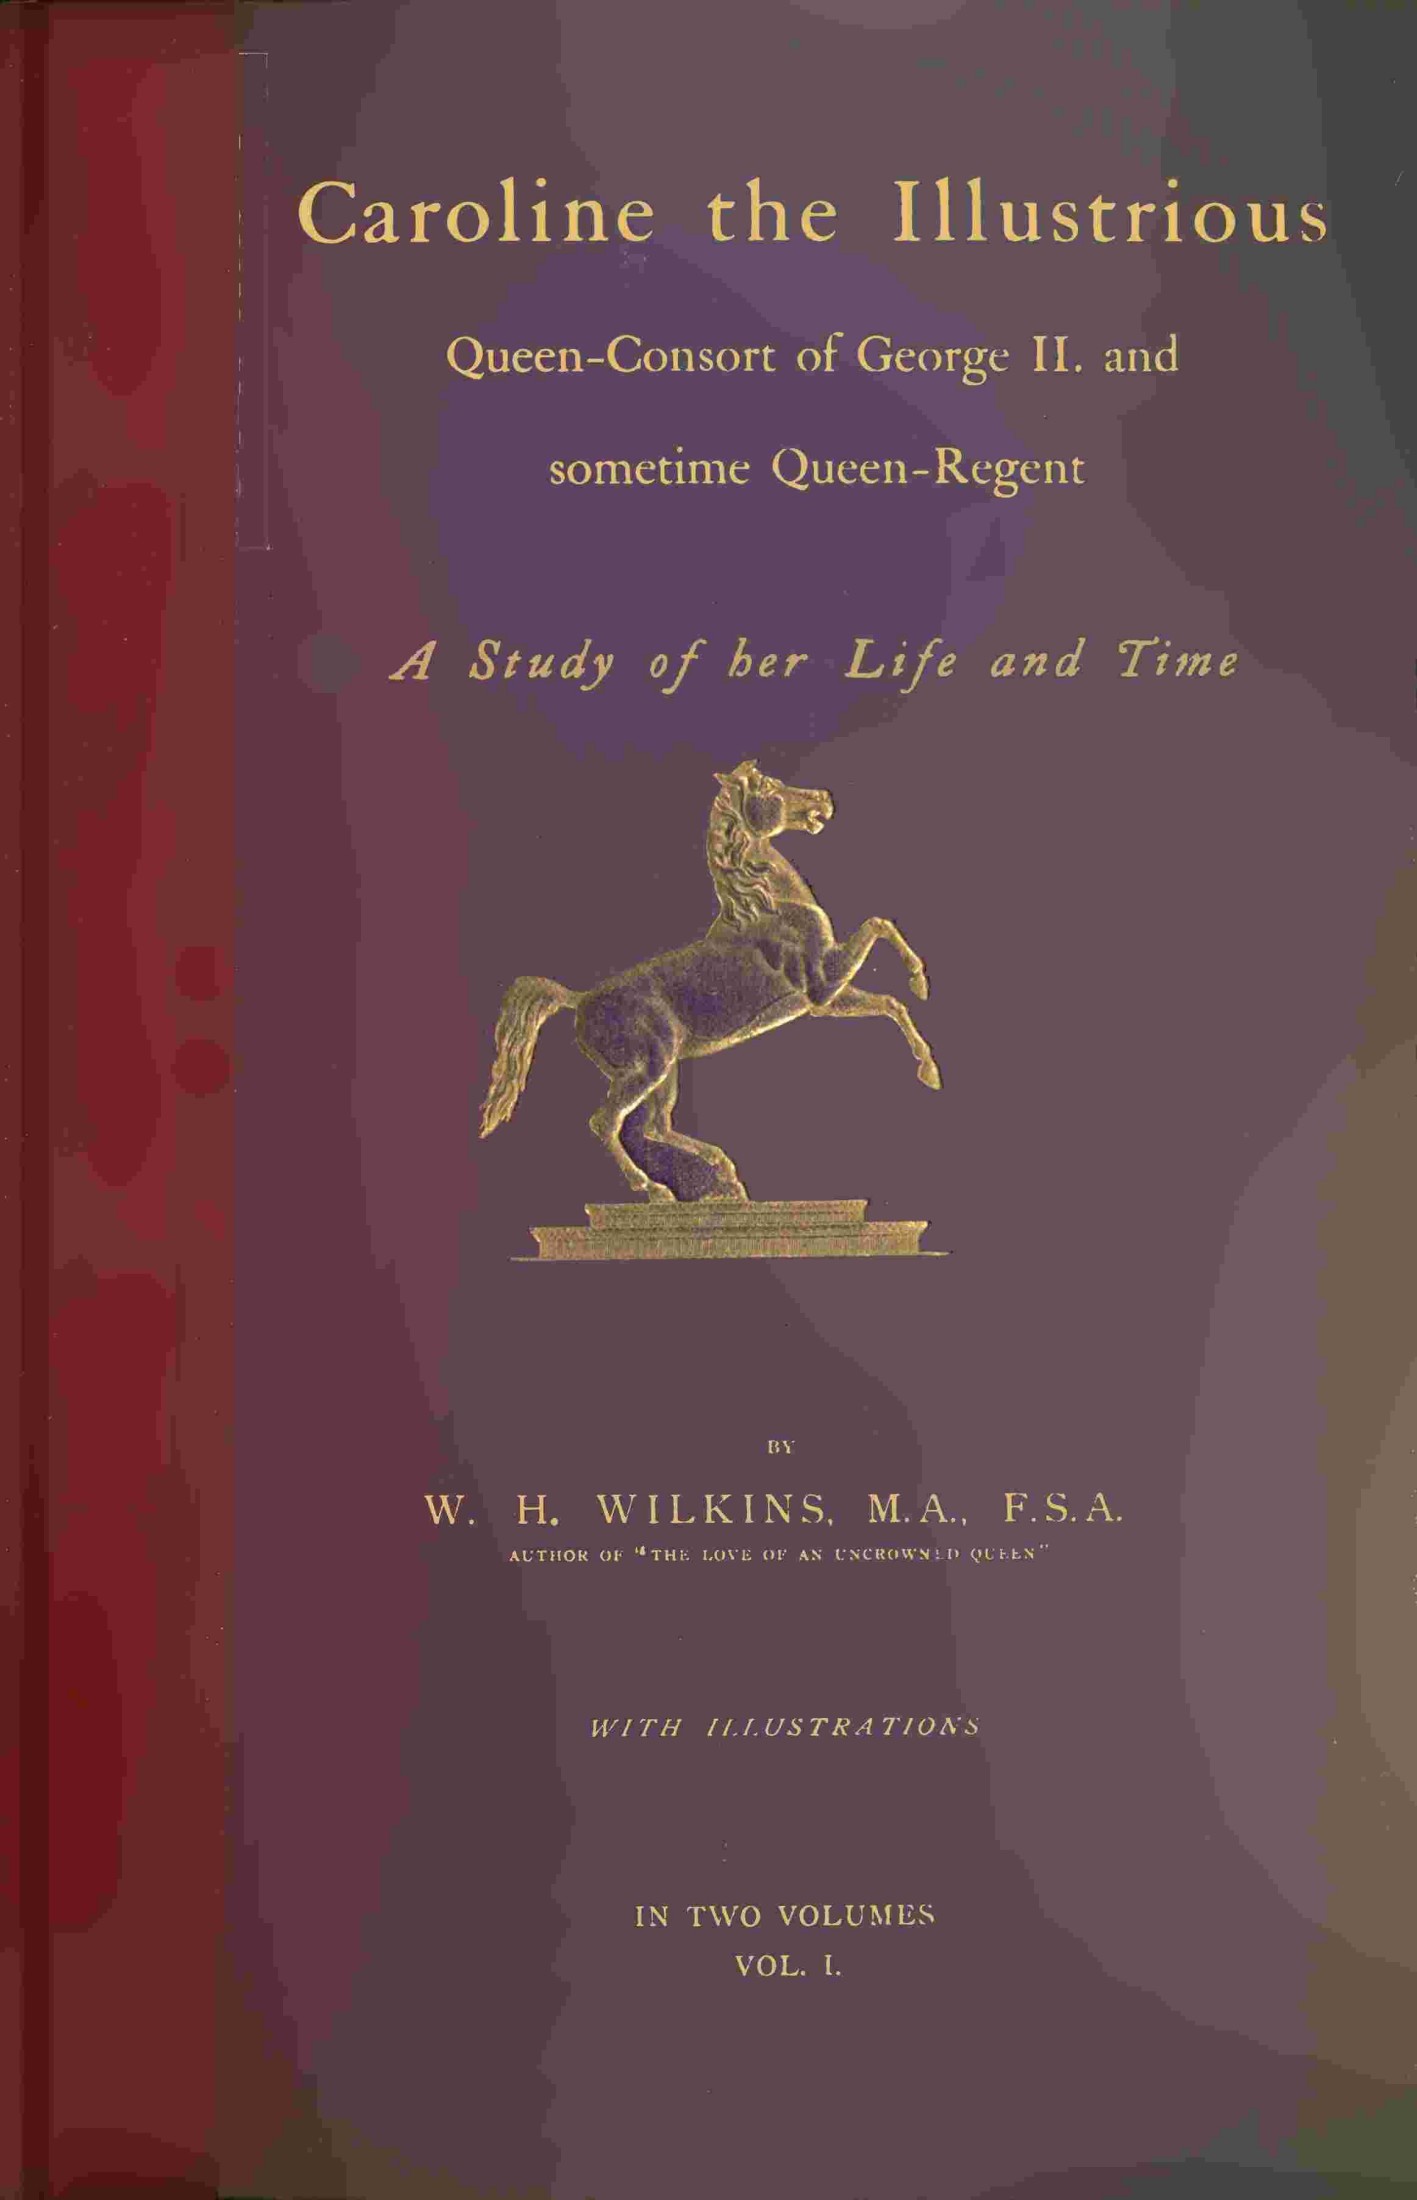 Caroline the Illustrious
Queen-Consort of George II. and
sometime Queen-Regent
A Study of her Life and Time
BY
W. H. WILKINS, M.A., F.S.A.
AUTHOR OF "THE LOVE OF AN UNCROWNED QUEEN"
WITH ILLUSTRATIONS
IN TWO VOLUMES
VOL. I.